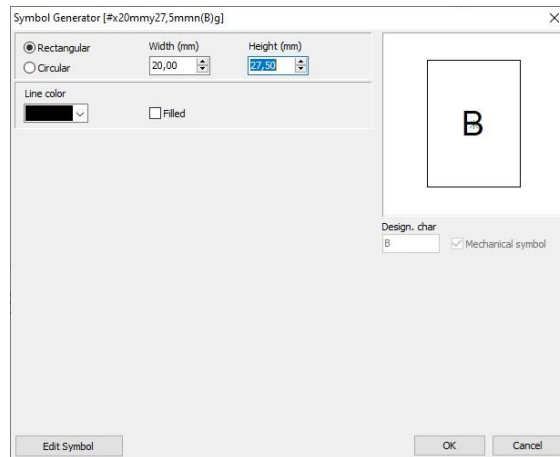 Symbol Generator [#x20mmy27,5mmn(B)g]
Rectangular
Circular
Width (mm)
20,00
Height (mm)
27,50
Line color
Filled
B
Design. char
B
Mechanical symbol
Edit Symbol
OK
Cancel